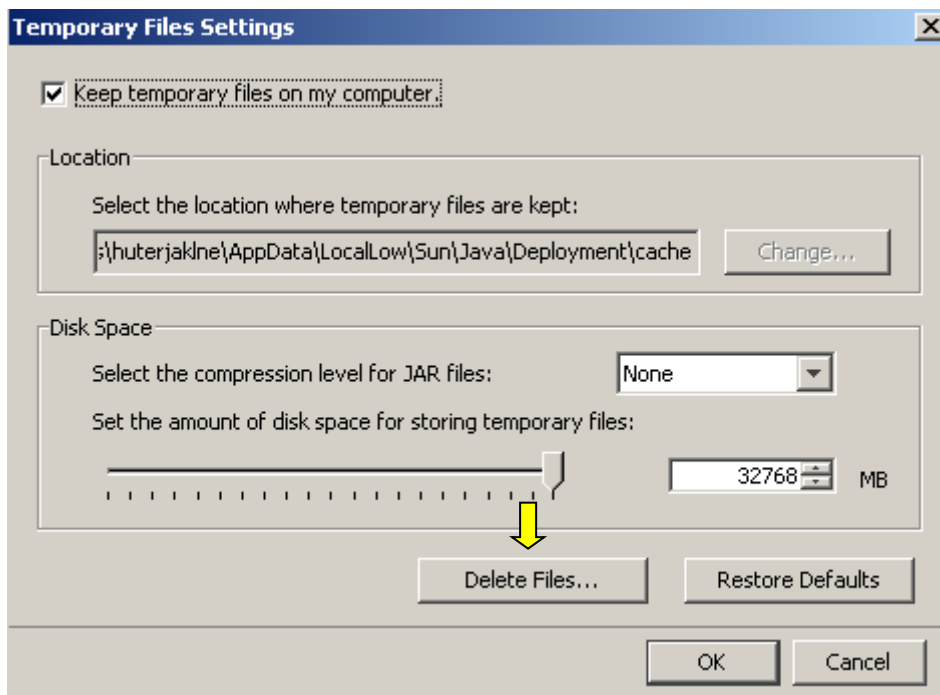 Temporary Files Settings
Keep temporary files on my computer.
Location
Select the location where temporary files are kept:
;\huterjaklne\AppData\LocalLow\Sun\Java\Deployment\cache
Change...
Disk Space
Select the compression level for JAR files:
None
Set the amount of disk space for storing temporary files:
32768 MB
Delete Files...
Restore Defaults
OK
Cancel